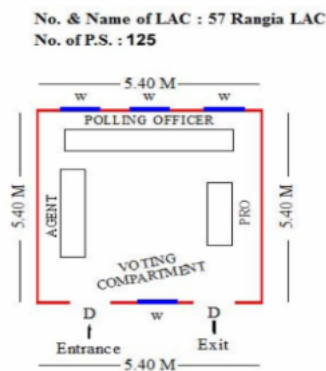 No. & Name of LAC : 57 Rangia LAC
No. of P.S. : 125
5.40 M
W W W
POLLING OFFICER
5.40 M
AGENT
PRO
5.40 M
VOTING
COMPARTMENT
D W D
Entrance Exit
5.40 M